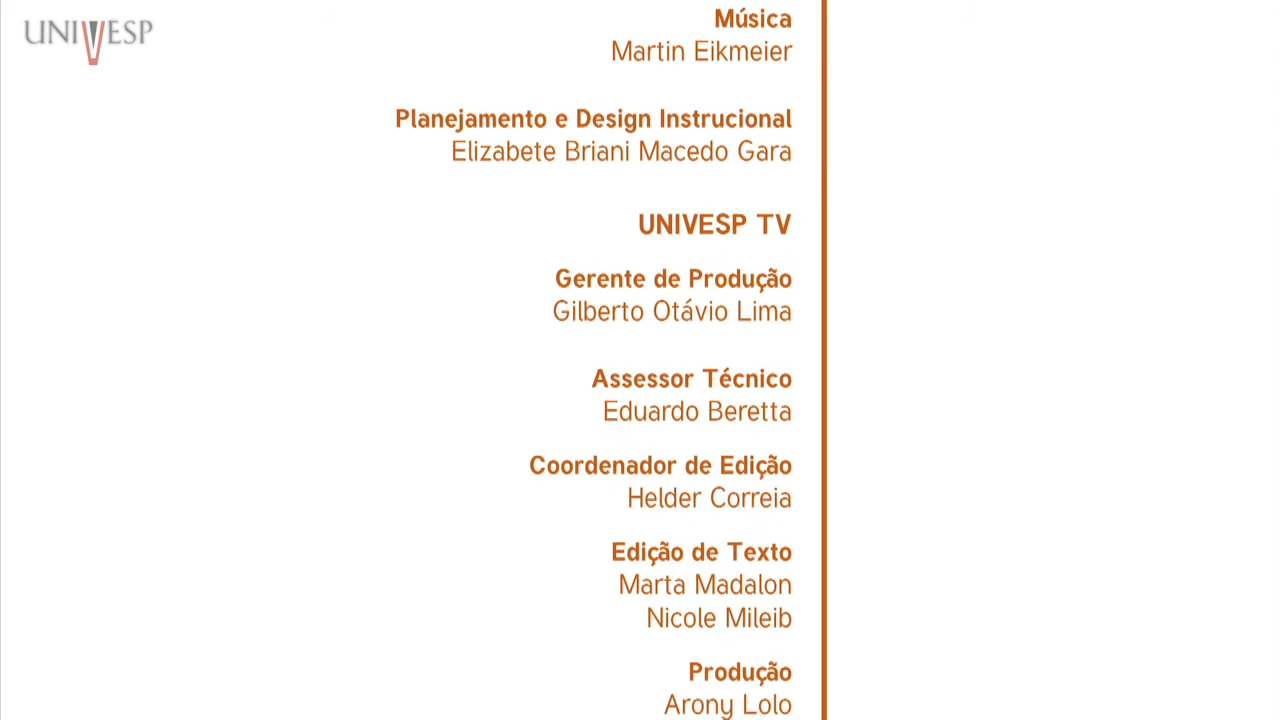 UNIVESP
Música
Martin Eikmeier
Planejamento e Design Instrucional
Elizabete Briani Macedo Gara
UNIVESP TV
Gerente de Produção
Gilberto Otávio Lima
Assessor Técnico
Eduardo Beretta
Coordenador de Edição
Helder Correia
Edição de Texto
Marta Madalon
Nicole Mileib
Produção
Arony Lolo